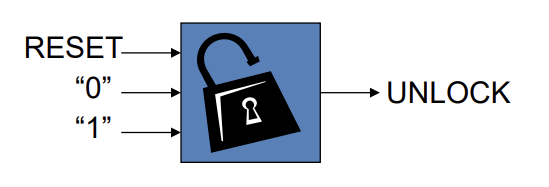 RESET
“0”
“1”
UNLOCK